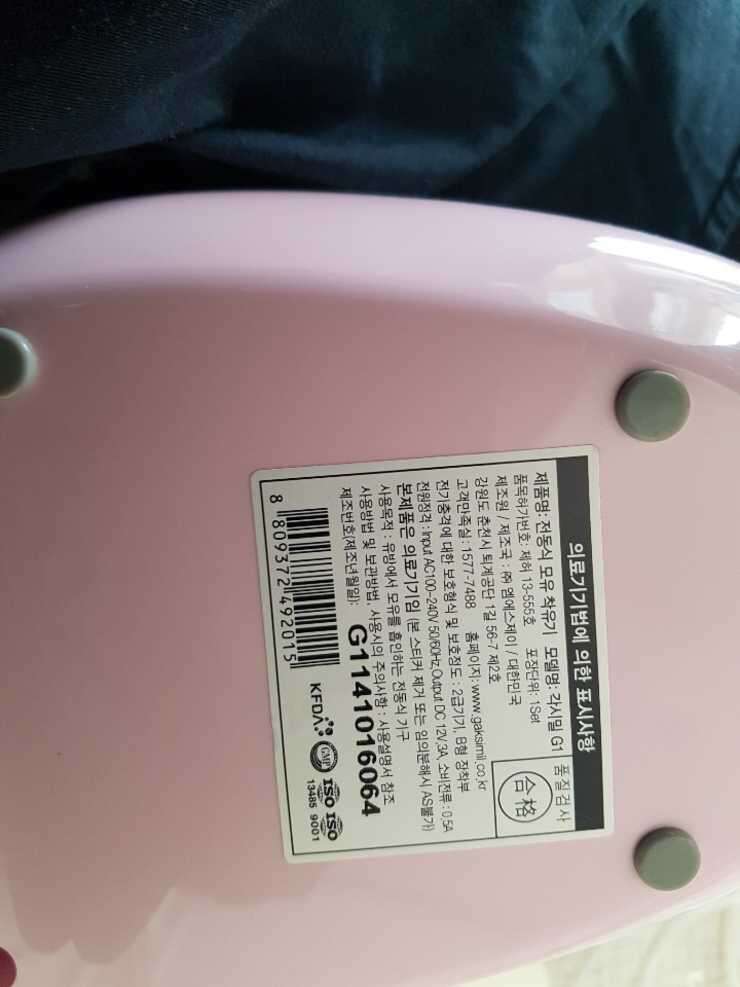 의료기기법에 의한 표시사항
제품명: 전동식 모유 착유기 모델명: 각시밀 G1
품목허가번호: 제허 13-555호 포장단위: 1Set
제조원 / 제조국 : ㈜ 엠에스제이 / 대한민국
강원도 춘천시 퇴계공단 1길 56-7 제2호
고객만족실 : 1577-7488 홈페이지: www.gaksimil.co.kr
전기충격에 대한 보호형식 및 보호정도 : 2급기기, B형 장착부
전원정격 : Input AC100~240V 50/60Hz, Output DC 12V 3A, 소비전류 : 0.5A
본제품은 의료기기임 (본 스티커 제거 또는 임의분해시 AS불가)
사용목적 : 유방에서 모유를 흡인하는 전동식 기구
사용방법 및 보관방법, 사용시의 주의사항 : 사용설명서 참조
제조번호(제조년월일): G1141016064
품질검사
合格
8 809372 492015
KFDA GMP ISO ISO
13485 9001